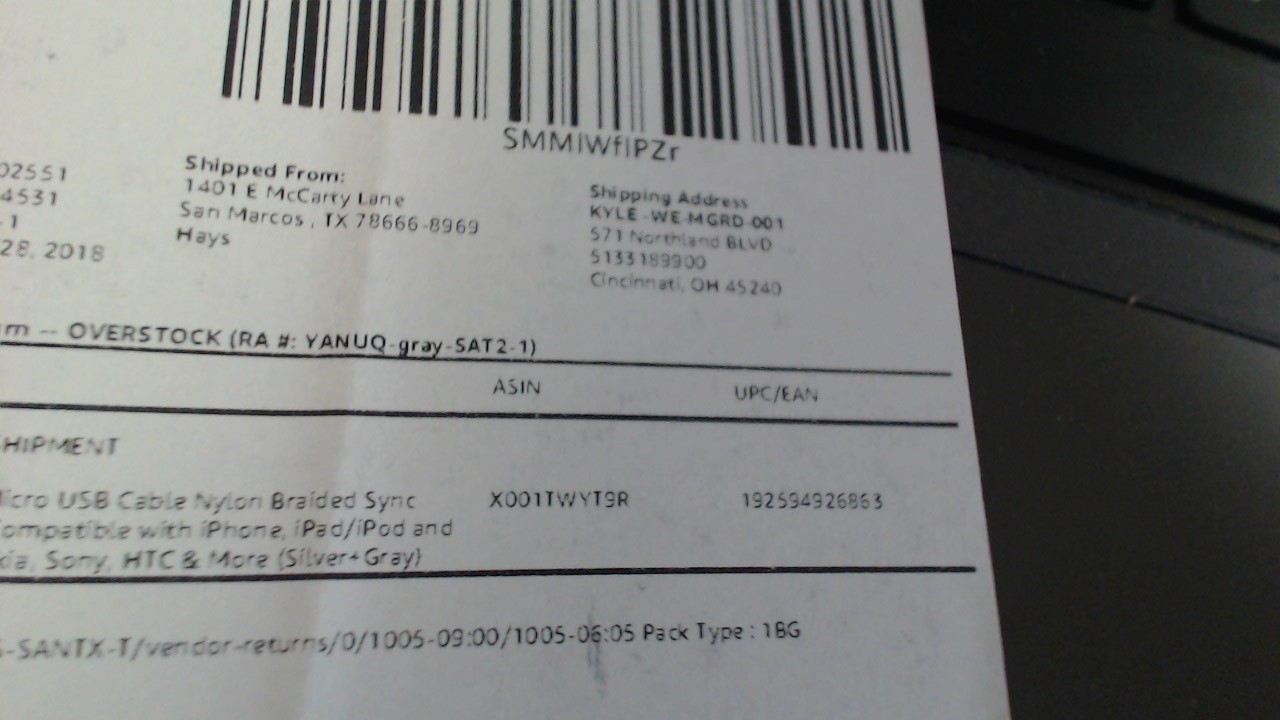 SMMIWfIPZr
02551
4531
-1
28, 2018
Shipped From:
1401 E McCarty Lane
San Marcos , TX 78666-8969
Hays
Shipping Address
KYLE-WE-MGRD-001
571 Northland BLVD
5133189900
Cincinnati, OH 45240
-- OVERSTOCK (RA #: YANUQ-gray-SAT2-1)
ASIN UPC/EAN
HIPMENT
icro USB Cable Nylon Braided Sync X001TWYT9R 192594926863
ompatible with iPhone, iPad/iPod and
ia, Sony, HTC & More (Silver+Gray)
-SANTX-T/vendor-returns/0/1005-09:00/1005-06:05 Pack Type : 1BG